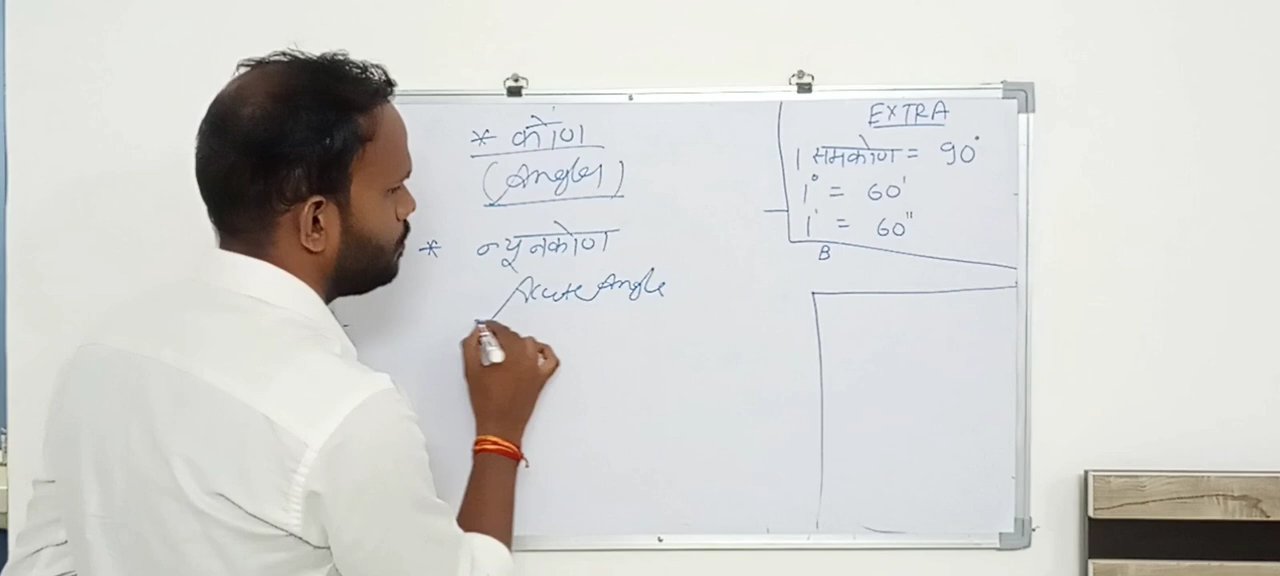 * कोण
(Angles)
* न्यूनकोण
Acute Angle
EXTRA
1 समकोण = 90°
1° = 60'
1' = 60"
B